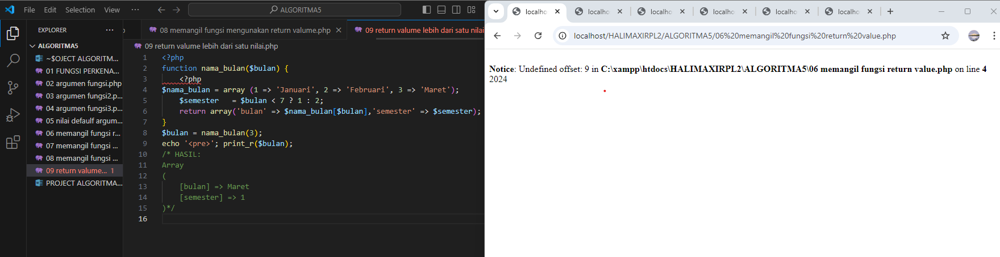 File Edit Selection View ··· ALGORITMA5
EXPLORER ···
ALGORITMA5
~$OJECT ALGORITM...
01 FUNGSI PERKENA...
02 argumen fungsi.php
03 argumen fungsi2.p...
04 argumen fungsi3.p...
05 nilai defaulf argum...
06 memangil fungsi r...
07 memangil fungsi ...
08 memangil fungsi ...
09 return valume... 1
PROJECT ALGORITMA...
08 memangil fungsi mengunakan return valume.php 09 return valume lebih dari satu nilai
09 return valume lebih dari satu nilai.php
1 <?php
2 function nama_bulan($bulan) {
3     <?php
4 $nama_bulan = array (1 => 'Januari', 2 => 'Februari', 3 => 'Maret');
5     $semester   = $bulan < 7 ? 1 : 2;
6     return array('bulan' => $nama_bulan[$bulan],'semester' => $semester);
7 }
8 $bulan = nama_bulan(3);
9 echo '<pre>'; print_r($bulan);
10 /* HASIL:
11 Array
12 (
13     [bulan] => Maret
14     [semester] => 1
15 )*/
16
localho localho localho localho localho localho
localhost/HALIMAXIRPL2/ALGORITMA5/06%20memangil%20fungsi%20return%20value.php
Notice: Undefined offset: 9 in C:\xampp\htdocs\HALIMAXIRPL2\ALGORITMA5\06 memangil fungsi return value.php on line 4
2024